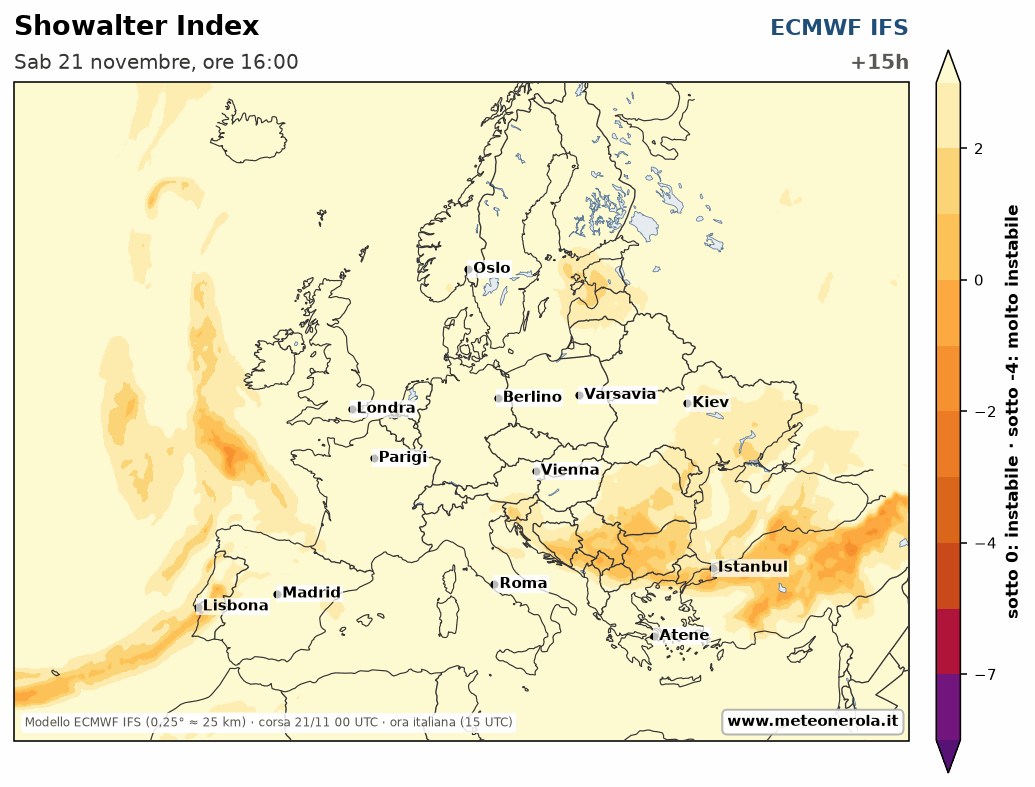 Showalter Index
ECMWF IFS
Sab 21 novembre, ore 16:00
+15h
Oslo
Londra
Berlino
Varsavia
Kiev
Parigi
Vienna
Istanbul
Roma
Madrid
Lisbona
Atene
2
0
−2
−4
−7
sotto 0: instabile · sotto -4: molto instabile
Modello ECMWF IFS (0,25° ≈ 25 km) · corsa 21/11 00 UTC · ora italiana (15 UTC)
www.meteonerola.it